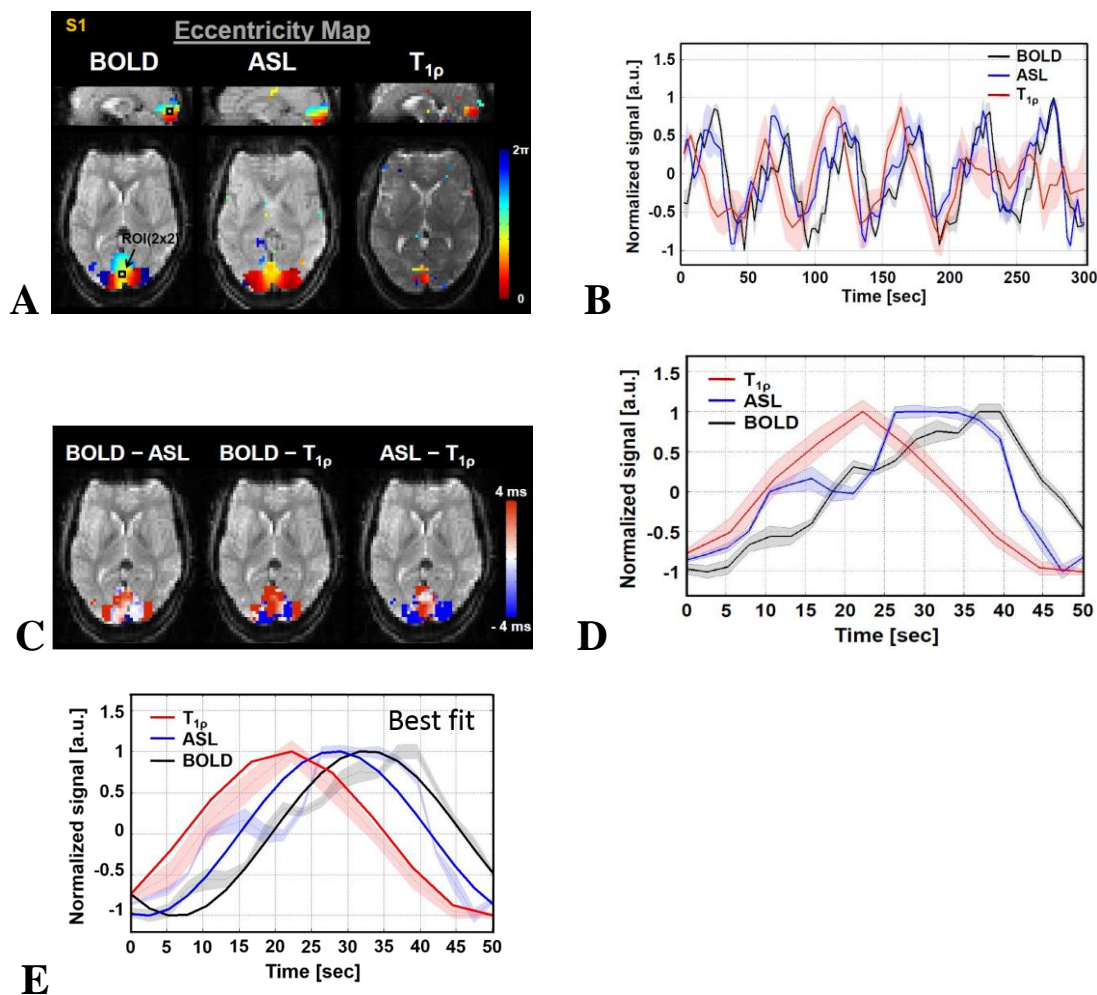 S1
Eccentricity Map
BOLD ASL T1ρ
2π
ROI(2x2)
0
A
Normalized signal [a.u.]
1.5
1
0.5
0
-0.5
-1
BOLD
ASL
T1ρ
0 50 100 150 200 250 300
Time [sec]
B
BOLD – ASL BOLD – T1ρ ASL – T1ρ
4 ms
- 4 ms
C
Normalized signal [a.u.]
1.5
1
0.5
0
-0.5
-1
T1ρ
ASL
BOLD
0 5 10 15 20 25 30 35 40 45 50
Time [sec]
D
Normalized signal [a.u.]
1.5
1
0.5
0
-0.5
-1
T1ρ
ASL
BOLD
Best fit
0 5 10 15 20 25 30 35 40 45 50
Time [sec]
E